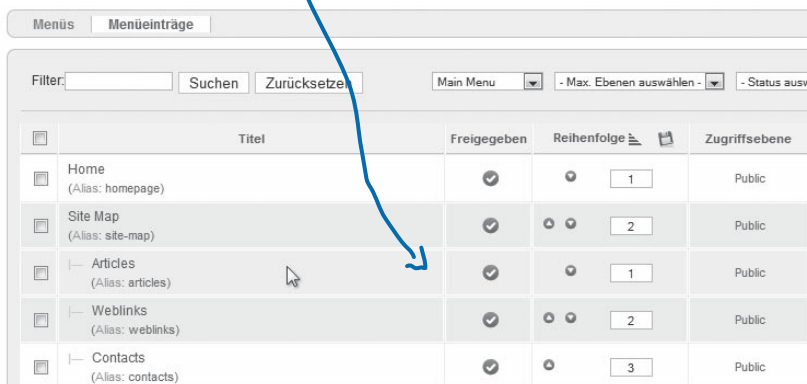 Menüs Menüeinträge
Filter: Suchen Zurücksetzen Main Menu - Max. Ebenen auswählen - - Status ausw
Titel Freigegeben Reihenfolge Zugriffsebene
Home
(Alias: homepage)
1 Public
Site Map
(Alias: site-map)
2 Public
Articles
(Alias: articles)
1 Public
Weblinks
(Alias: weblinks)
2 Public
Contacts
(Alias: contacts)
3 Public